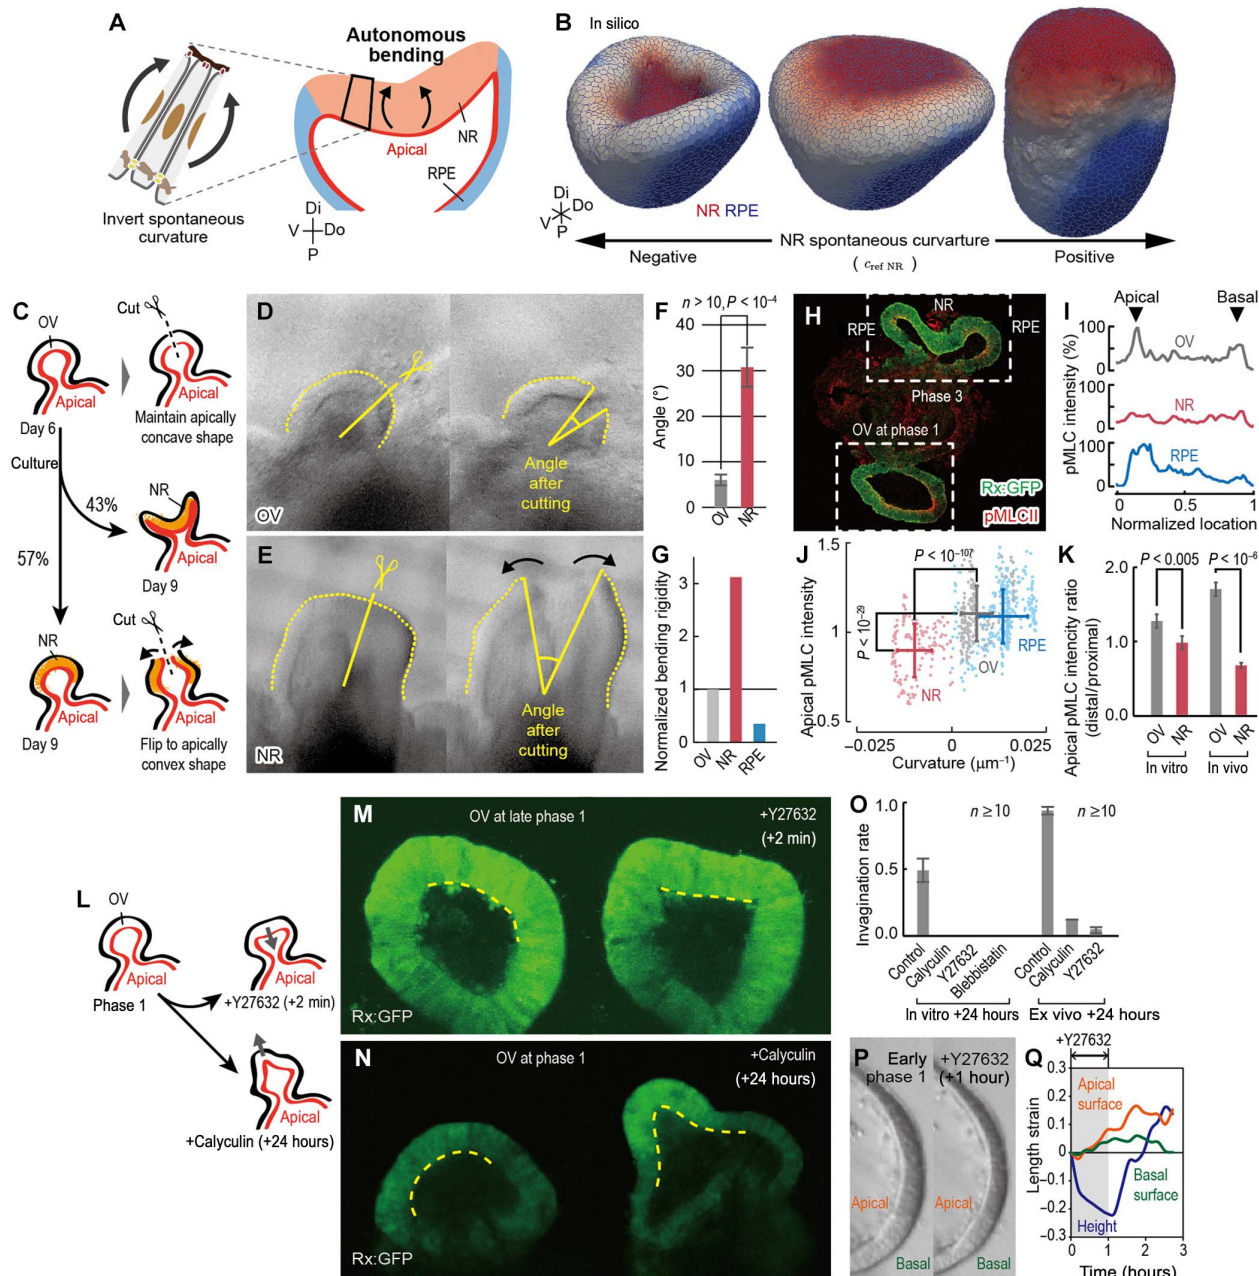 A
Autonomous
bending
NR
Apical
RPE
Invert spontaneous
curvature
Di
V
Do
P
B
In silico
Di
Do
V
P
NR RPE
NR spontaneous curvarture
( c ref NR )
Negative
Positive
C
OV
Cut
Apical
Apical
Day 6
Maintain apically
concave shape
Culture
43%
NR
57%
Apical
Day 9
NR
Cut
Apical
Apical
Day 9
Flip to apically
convex shape
D
Angle
after
cutting
OV
E
Angle
after
cutting
NR
F
n > 10, P < 10⁻⁴
40
30
20
10
0
Angle (°)
OV
NR
G
3
2
1
0
Normalized bending rigidity
OV
NR
RPE
H
NR
RPE
RPE
Phase 3
OV at phase 1
Rx:GFP
pMLCII
I
Apical
Basal
100
OV
0
100
NR
0
100
RPE
0
pMLC intensity (%)
0
0.5
1
Normalized location
J
1.5
1
0.5
P < 10⁻¹⁰⁷
P < 10⁻²⁹
Apical pMLC intensity
OV
RPE
NR
−0.025
0
0.025
Curvature (μm⁻¹)
K
P < 0.005
P < 10⁻⁶
2.0
1.0
0
Apical pMLC intencity ratio
(distal/proximal)
OV
NR
OV
NR
In vitro
In vivo
L
OV
Apical
Phase 1
Apical
+Y27632 (+2 min)
Apical
+Calyculin (+24 hours)
M
OV at late phase 1
+Y27632
(+2 min)
Rx:GFP
N
OV at phase 1
+Calyculin
(+24 hours)
Rx:GFP
O
1.0
0.5
0.0
Invagination rate
n ≥ 10
n ≥ 10
Control
Calyculin
Y27632
Blebbistatin
Control
Calyculin
Y27632
In vitro +24 hours
Ex vivo +24 hours
P
Early
phase 1
+Y27632
(+1 hour)
Apical
Apical
Basal
Basal
Q
+Y27632
0.3
0.2
0.1
0.0
−0.1
−0.2
−0.3
Length strain
Apical
surface
Basal
surface
Height
0
1
2
3
Time (hours)